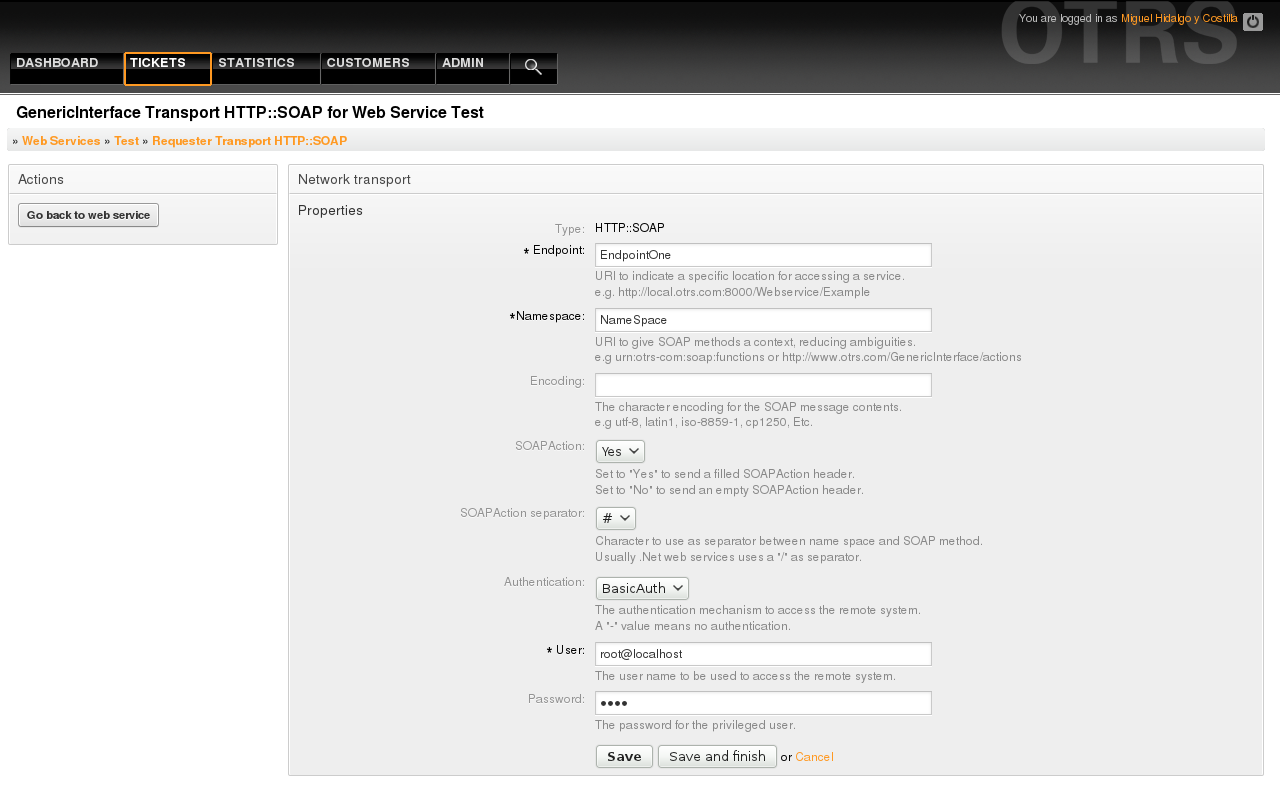 OTRS
You are logged in as Miguel Hidalgo y Costilla
DASHBOARD TICKETS STATISTICS CUSTOMERS ADMIN
GenericInterface Transport HTTP::SOAP for Web Service Test
» Web Services » Test » Requester Transport HTTP::SOAP
Actions
Go back to web service
Network transport
Properties
Type: HTTP::SOAP
* Endpoint: EndpointOne
URI to indicate a specific location for accessing a service.
e.g. http://local.otrs.com:8000/Webservice/Example
*Namespace: NameSpace
URI to give SOAP methods a context, reducing ambiguities.
e.g urn:otrs-com:soap:functions or http://www.otrs.com/GenericInterface/actions
Encoding:
The character encoding for the SOAP message contents.
e.g utf-8, latin1, iso-8859-1, cp1250, Etc.
SOAPAction: Yes
Set to "Yes" to send a filled SOAPAction header.
Set to "No" to send an empty SOAPAction header.
SOAPAction separator: #
Character to use as separator between name space and SOAP method.
Usually .Net web services uses a "/" as separator.
Authentication: BasicAuth
The authentication mechanism to access the remote system.
A "-" value means no authentication.
* User: root@localhost
The user name to be used to access the remote system.
Password: ••••
The password for the privileged user.
Save Save and finish or Cancel